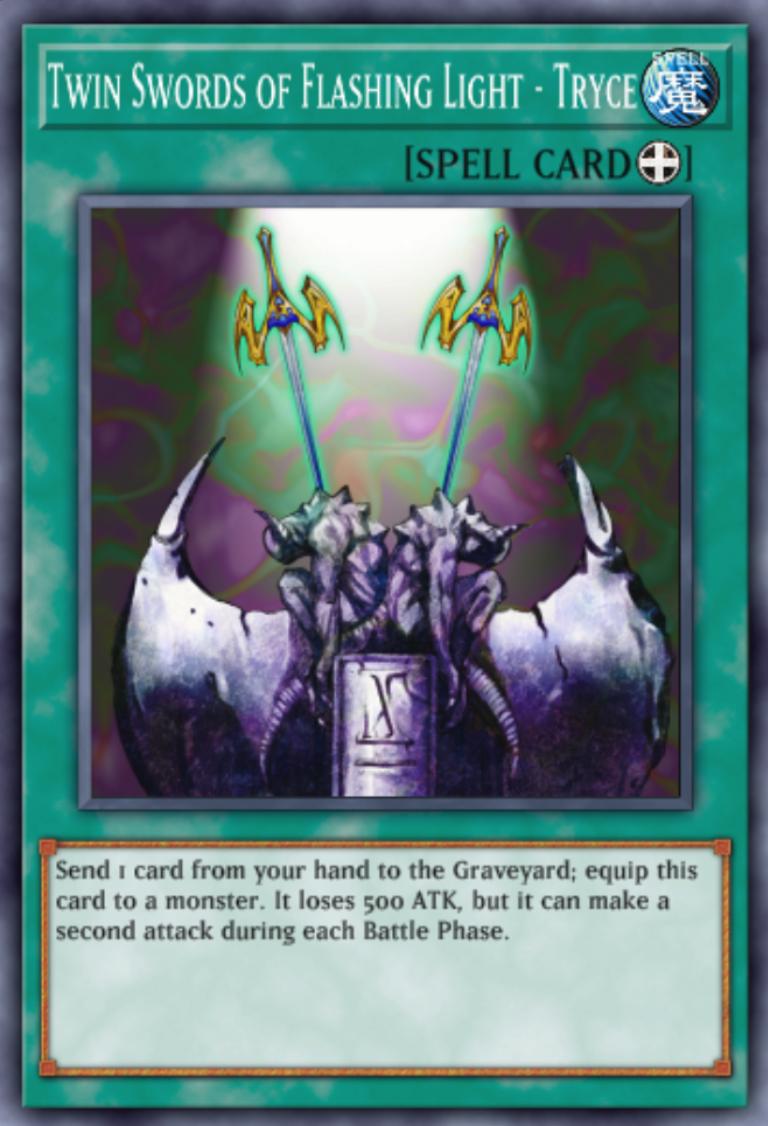 TWIN SWORDS OF FLASHING LIGHT - TRYCE
SPELL
魔
[SPELL CARD]
Send 1 card from your hand to the Graveyard; equip this
card to a monster. It loses 500 ATK, but it can make a
second attack during each Battle Phase.